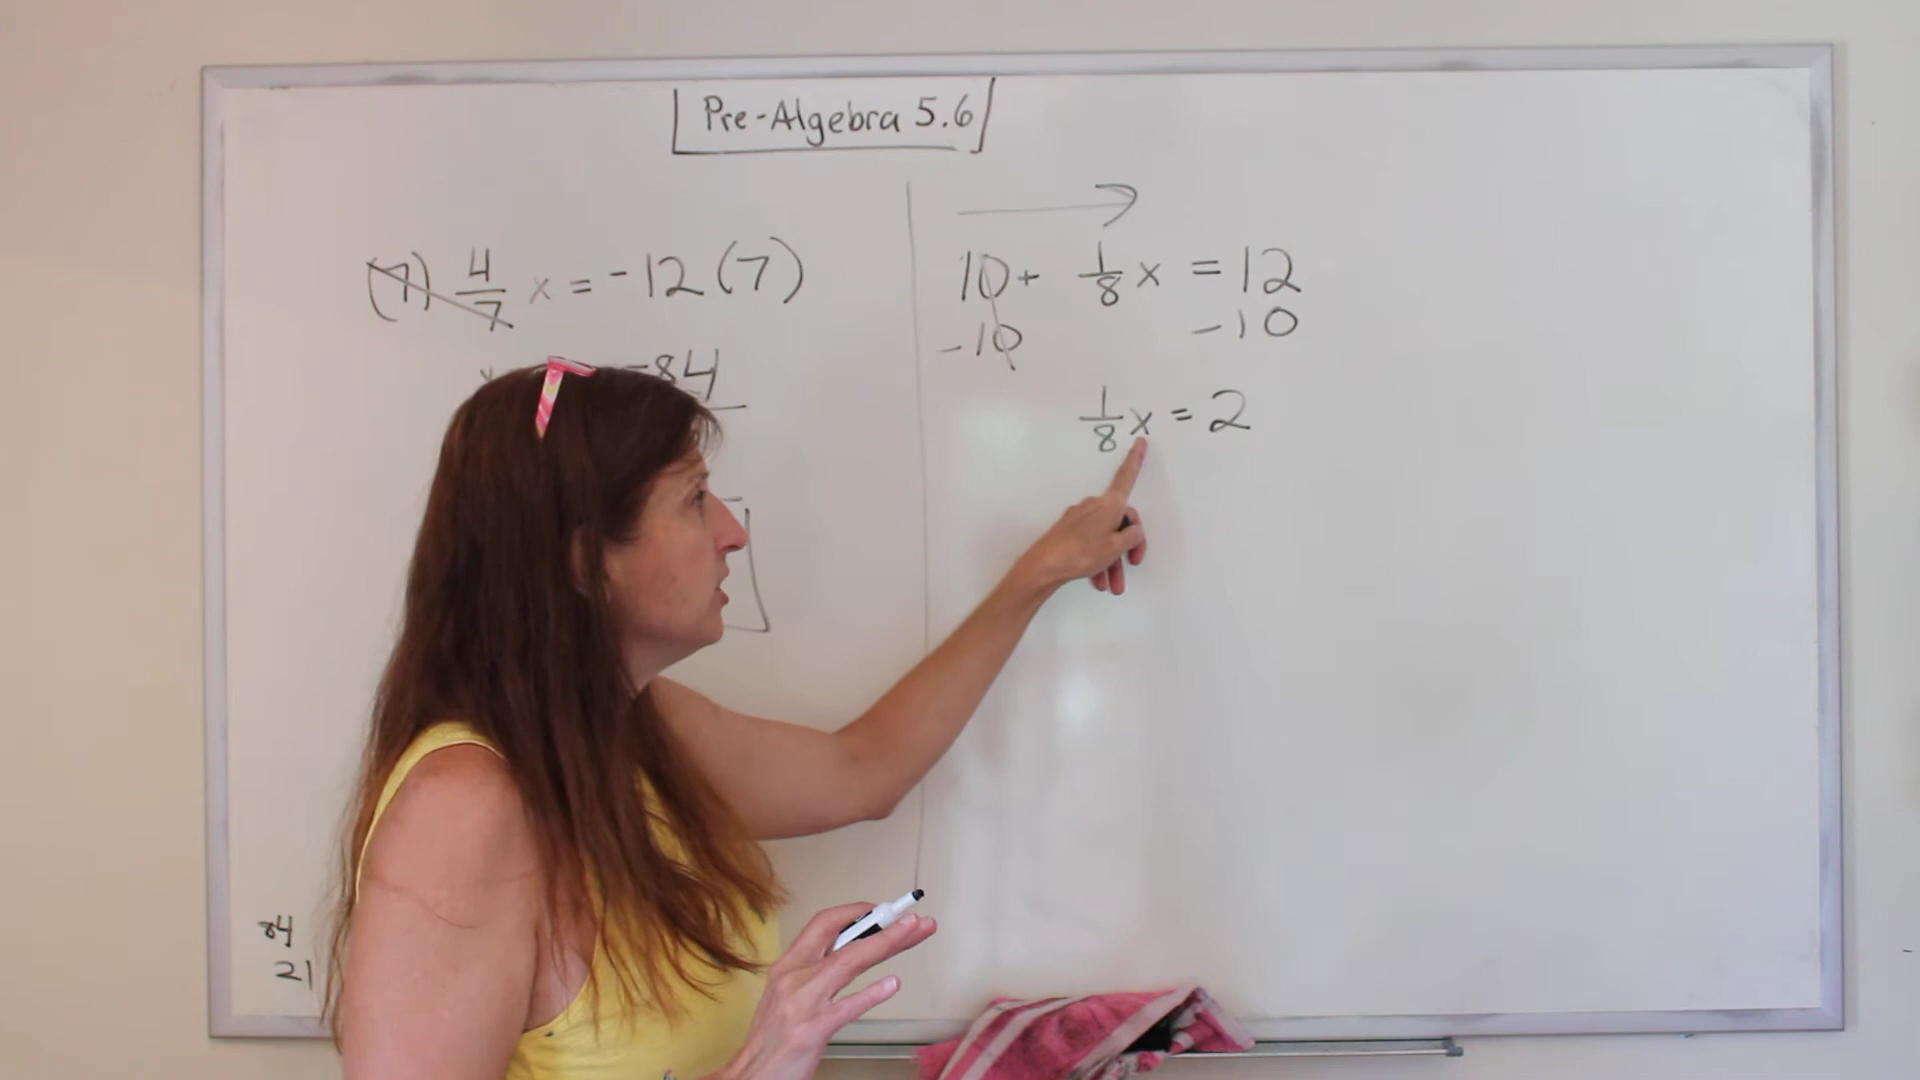 Pre-Algebra 5.6
(7) 4/7 x = -12(7)
-84
84
21
10 + 1/8 x = 12
-10 -10
1/8 x = 2